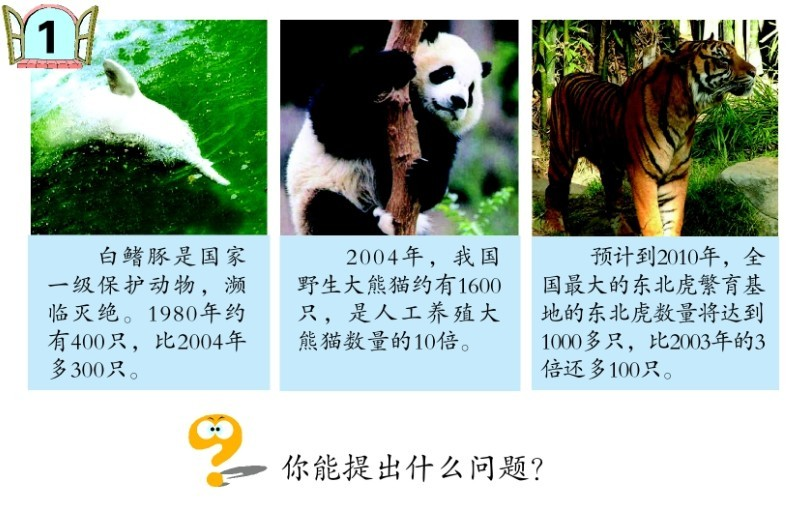 1
白鱀豚是国家
一级保护动物，濒
临灭绝。1980年约
有400只，比2004年
多300只。
2004年，我国
野生大熊猫约有1600
只，是人工养殖大
熊猫数量的10倍。
预计到2010年，全
国最大的东北虎繁育基
地的东北虎数量将达到
1000多只，比2003年的3
倍还多100只。
你能提出什么问题？